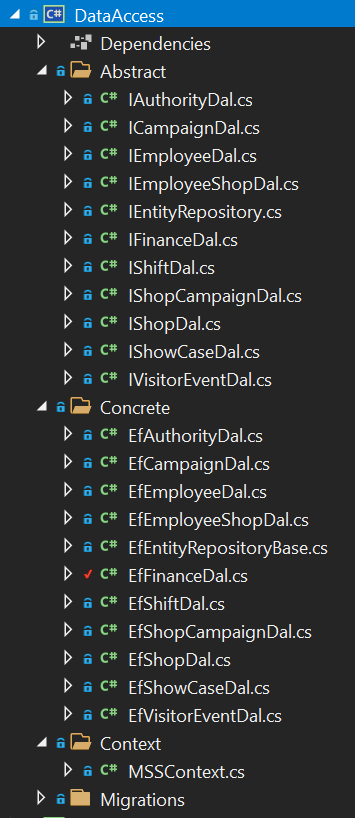 C# DataAccess
Dependencies
Abstract
C# IAuthorityDal.cs
C# ICampaignDal.cs
C# IEmployeeDal.cs
C# IEmployeeShopDal.cs
C# IEntityRepository.cs
C# IFinanceDal.cs
C# IShiftDal.cs
C# IShopCampaignDal.cs
C# IShopDal.cs
C# IShowCaseDal.cs
C# IVisitorEventDal.cs
Concrete
C# EfAuthorityDal.cs
C# EfCampaignDal.cs
C# EfEmployeeDal.cs
C# EfEmployeeShopDal.cs
C# EfEntityRepositoryBase.cs
C# EfFinanceDal.cs
C# EfShiftDal.cs
C# EfShopCampaignDal.cs
C# EfShopDal.cs
C# EfShowCaseDal.cs
C# EfVisitorEventDal.cs
Context
C# MSSContext.cs
Migrations